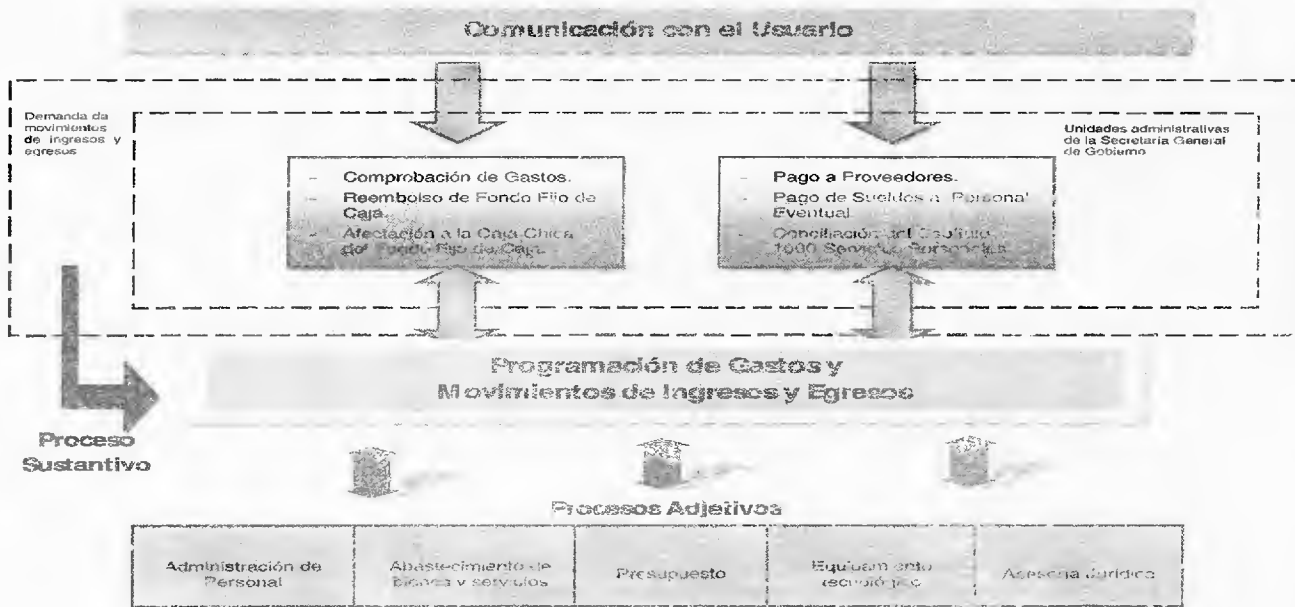 Comunicación con el Usuario
Demanda da
movimientos
de ingresos y
egresos
Unidades administrativas
de la Secretaría General
de Gobierno
- Comprobación de Gastos.
- Reembolso de Fondo Fijo de
Caja.
- Afectación a la Caja Chica
del Fondo Fijo de Caja.
- Pago a Proveedores.
- Pago de Sueldos a Personal
Eventual.
- Conciliación del Capítulo
1000 Servicios Personales
Programación de Gastos y
Movimientos de Ingresos y Egresos
Proceso
Sustantivo
Procesos Adjetivos
Administración de
Personal
Abastecimiento de
bienes y servicios
Presupuesto
Equipamiento
tecnológico
Asesoría Jurídica